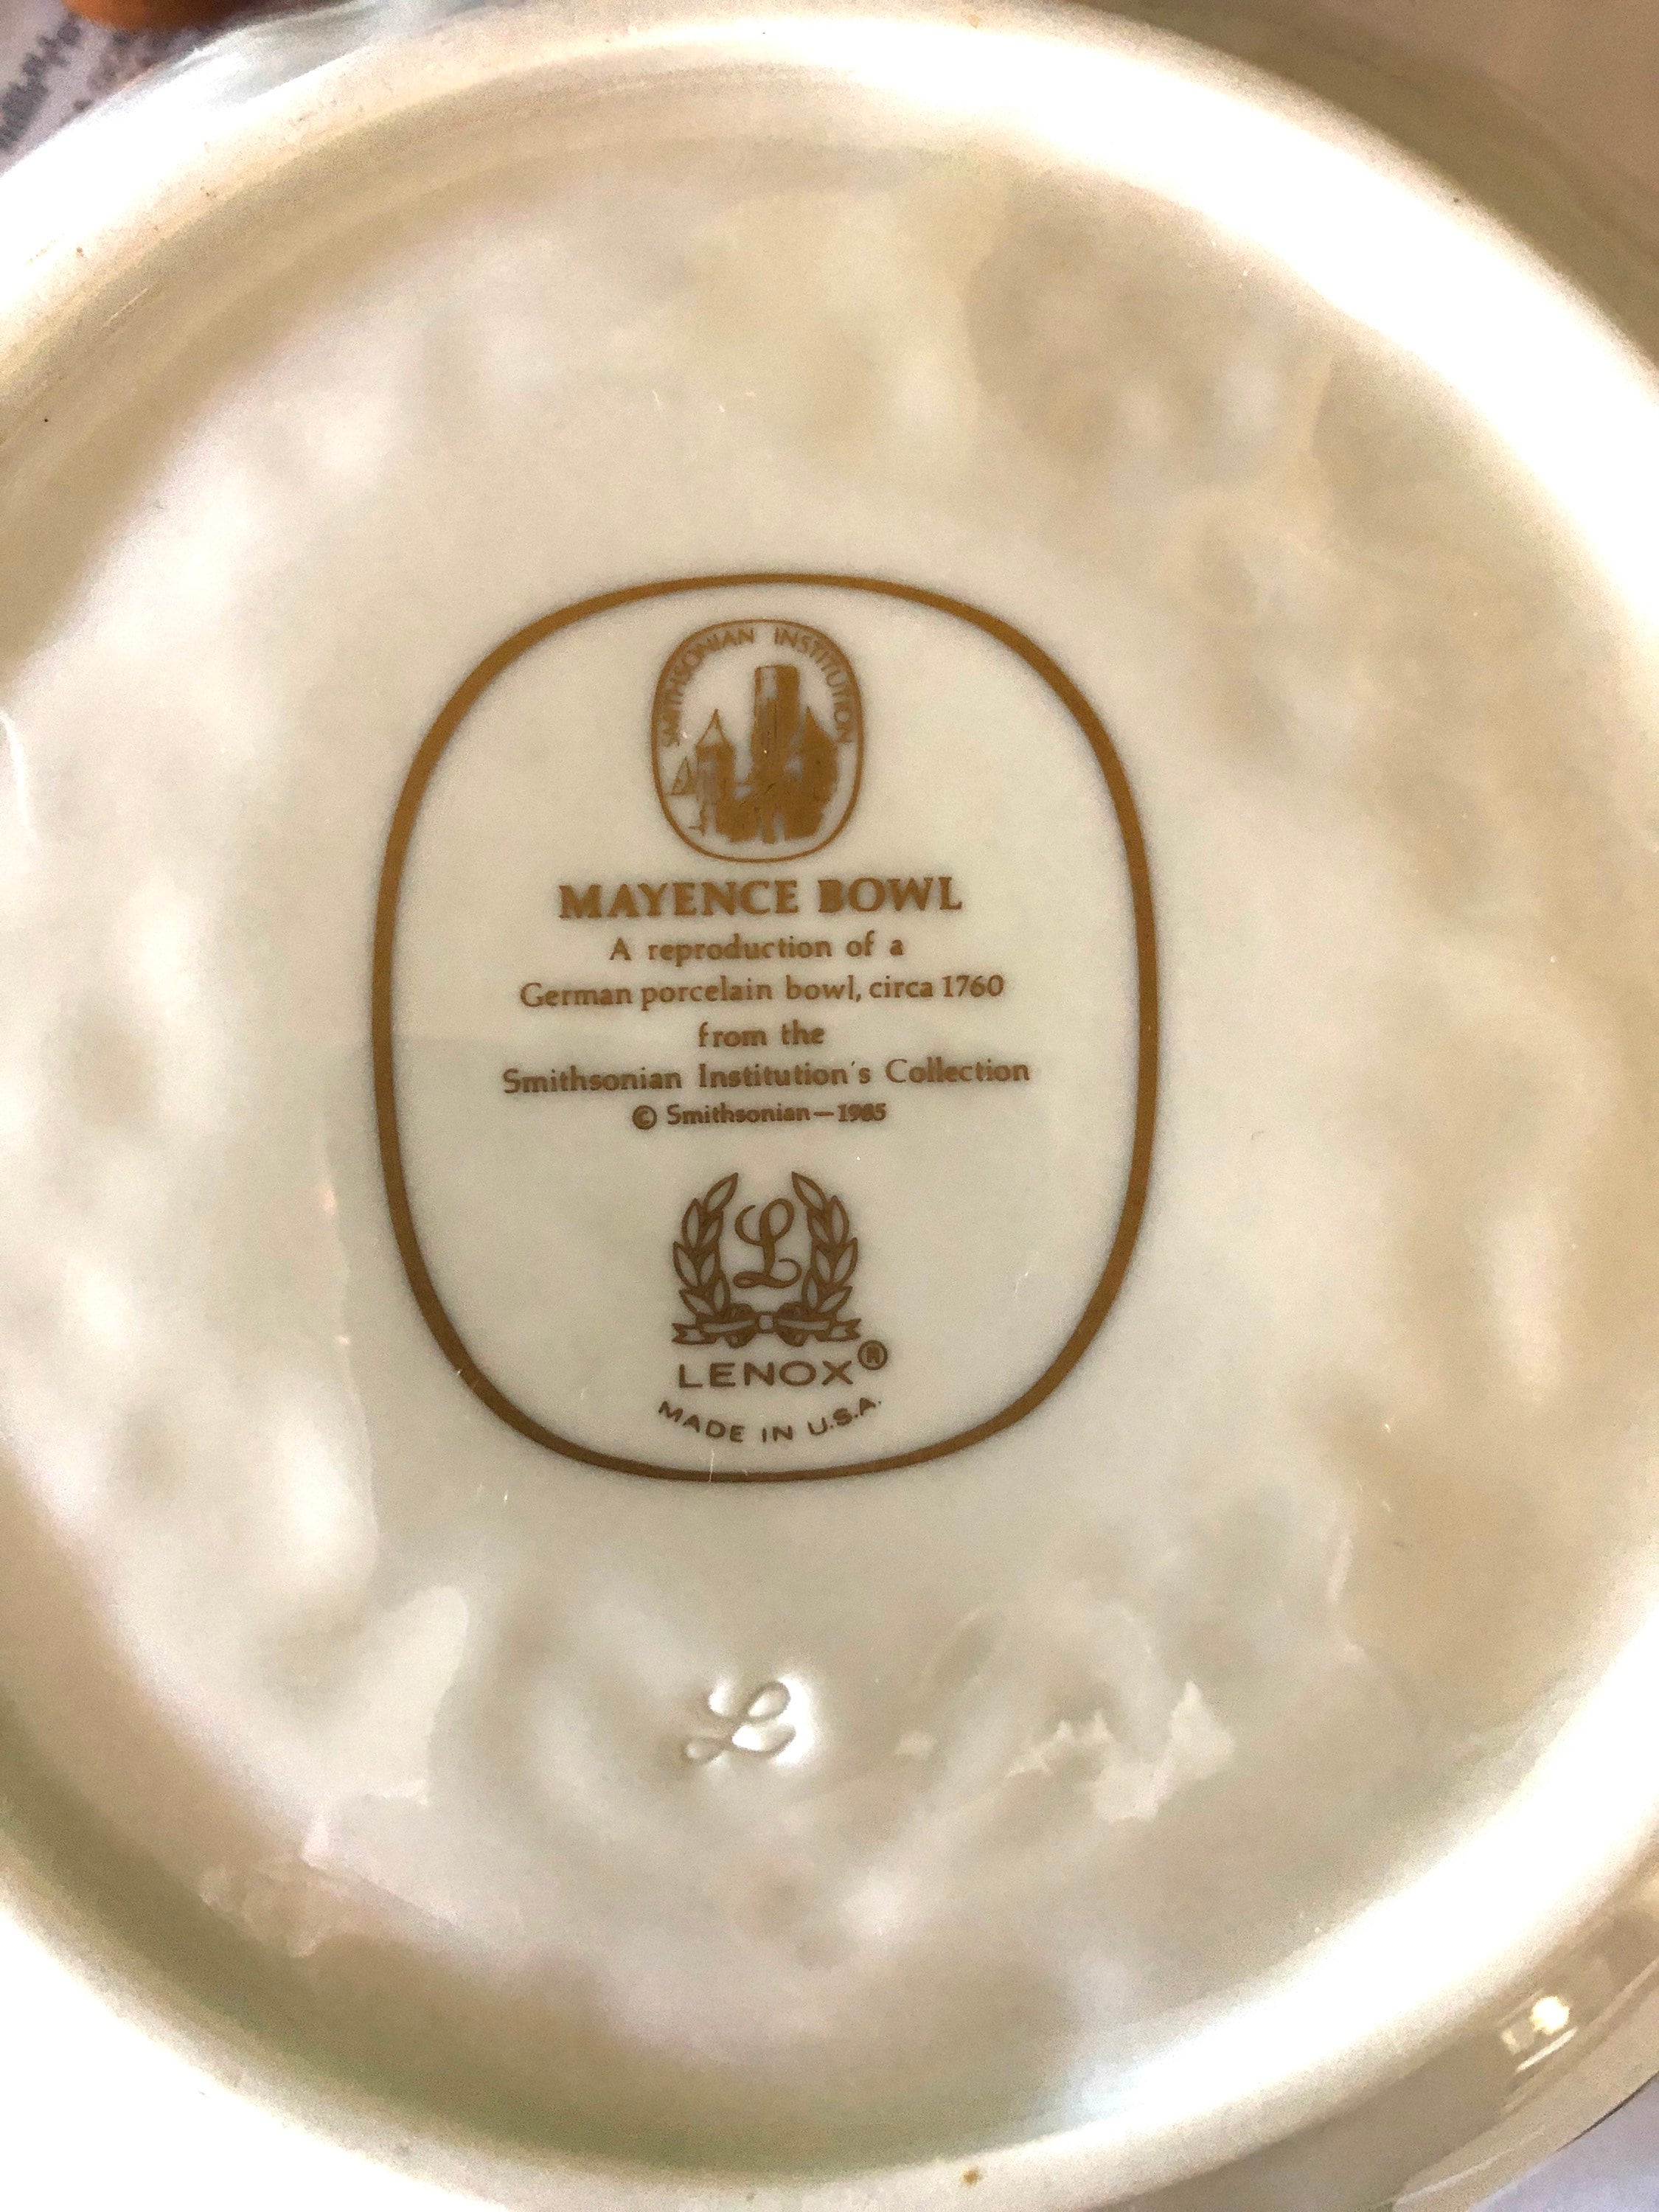 SMITHSONIAN INSTITUTION
MAYENCE BOWL
A reproduction of a
German porcelain bowl, circa 1760
from the
Smithsonian Institution's Collection
© Smithsonian—1985
L
LENOX®
MADE IN U.S.A.
L